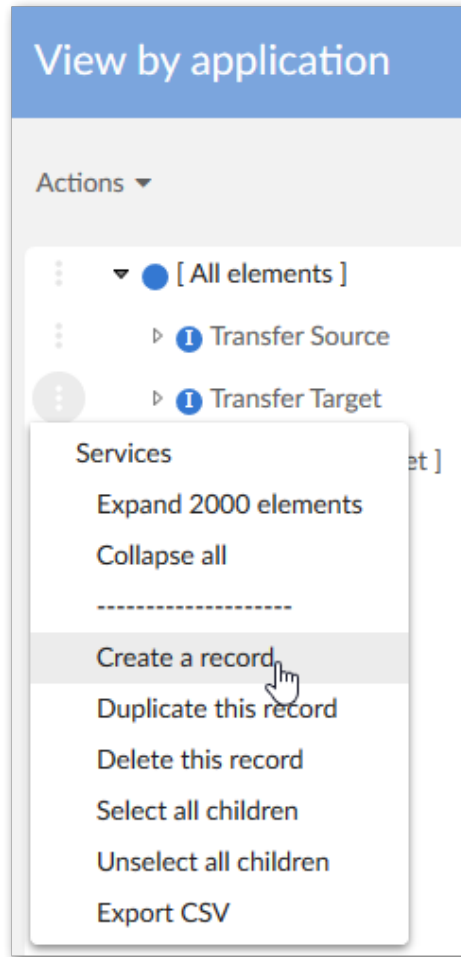 View by application
Actions
[ All elements ]
I Transfer Source
I Transfer Target
et ]
Services
Expand 2000 elements
Collapse all
--------------------
Create a record
Duplicate this record
Delete this record
Select all children
Unselect all children
Export CSV